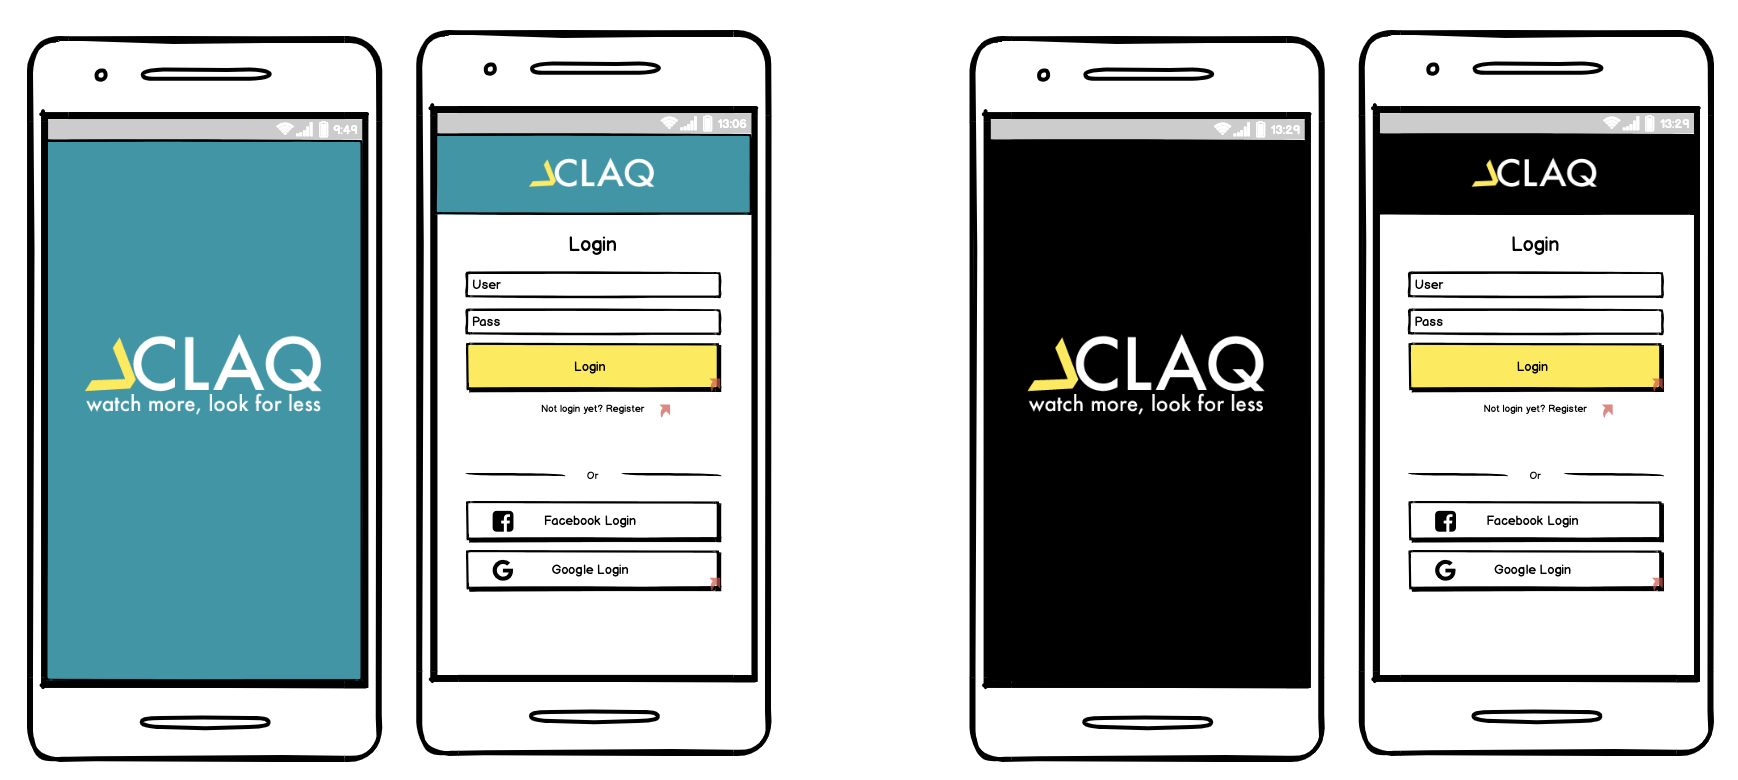 9:49
CLAQ
watch more, look for less
13:06
CLAQ
Login
User
Pass
Login
Not login yet? Register
Or
Facebook Login
Google Login
13:29
CLAQ
watch more, look for less
13:29
CLAQ
Login
User
Pass
Login
Not login yet? Register
Or
Facebook Login
Google Login